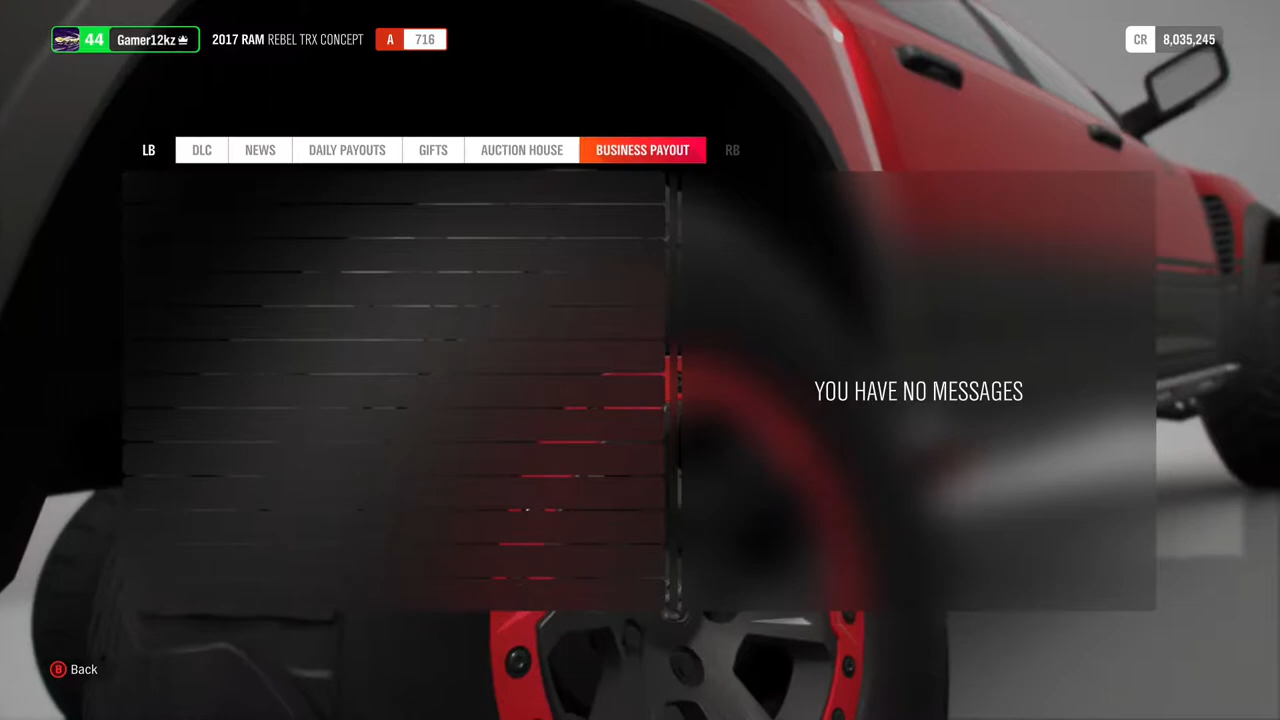 44 Gamer12kz 2017 RAM REBEL TRX CONCEPT A 716 CR 8,035,245
LB DLC NEWS DAILY PAYOUTS GIFTS AUCTION HOUSE BUSINESS PAYOUT RB
YOU HAVE NO MESSAGES
B Back